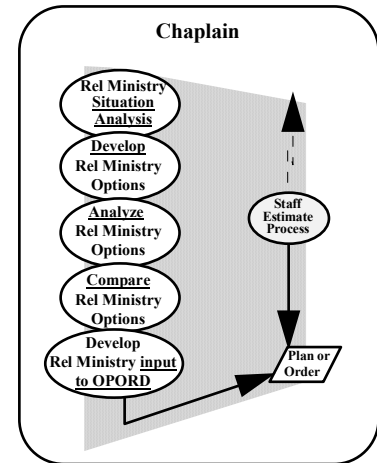 Chaplain
Rel Ministry
Situation
Analysis
Develop
Rel Ministry
Options
Analyze
Rel Ministry
Options
Compare
Rel Ministry
Options
Develop
Rel Ministry input
to OPORD
Staff
Estimate
Process
Plan or
Order